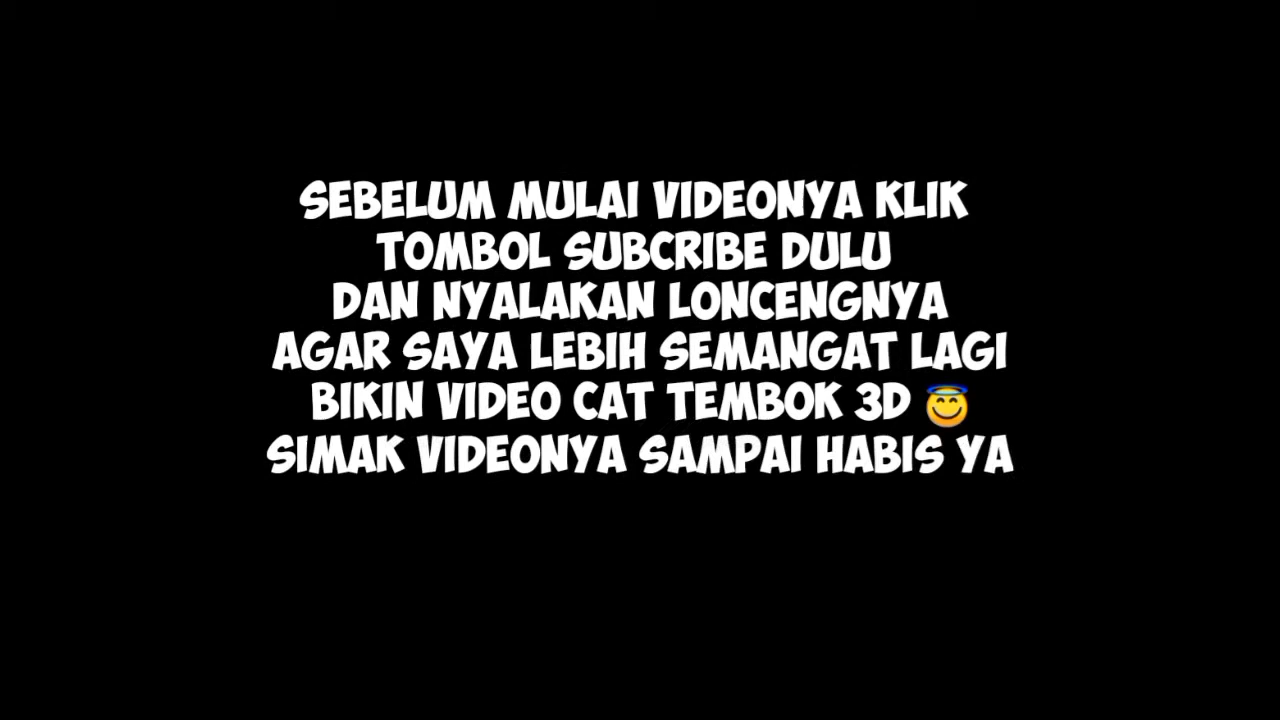 SEBELUM MULAI VIDEONYA KLIK
TOMBOL SUBCRIBE DULU
DAN NYALAKAN LONCENGNYA
AGAR SAYA LEBIH SEMANGAT LAGI
BIKIN VIDEO CAT TEMBOK 3D 😇
SIMAK VIDEONYA SAMPAI HABIS YA